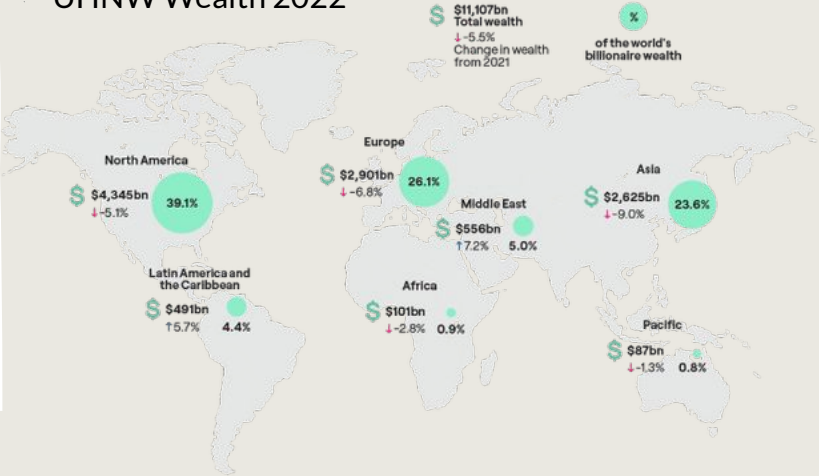 UHNW Wealth 2022
$ $11,107bn
Total wealth
↓-5.5%
Change in wealth
from 2021
%
of the world's
billionaire wealth
North America
$ $4,345bn
↓-5.1%
39.1%
Europe
$ $2,901bn
↓-6.8%
26.1%
Middle East
$ $556bn
↑7.2% 5.0%
Asia
$ $2,625bn
↓-9.0%
23.6%
Latin America and
the Caribbean
$ $491bn
↑5.7% 4.4%
Africa
$ $101bn
↓-2.8% 0.9%
Pacific
$ $87bn
↓-1.3% 0.8%